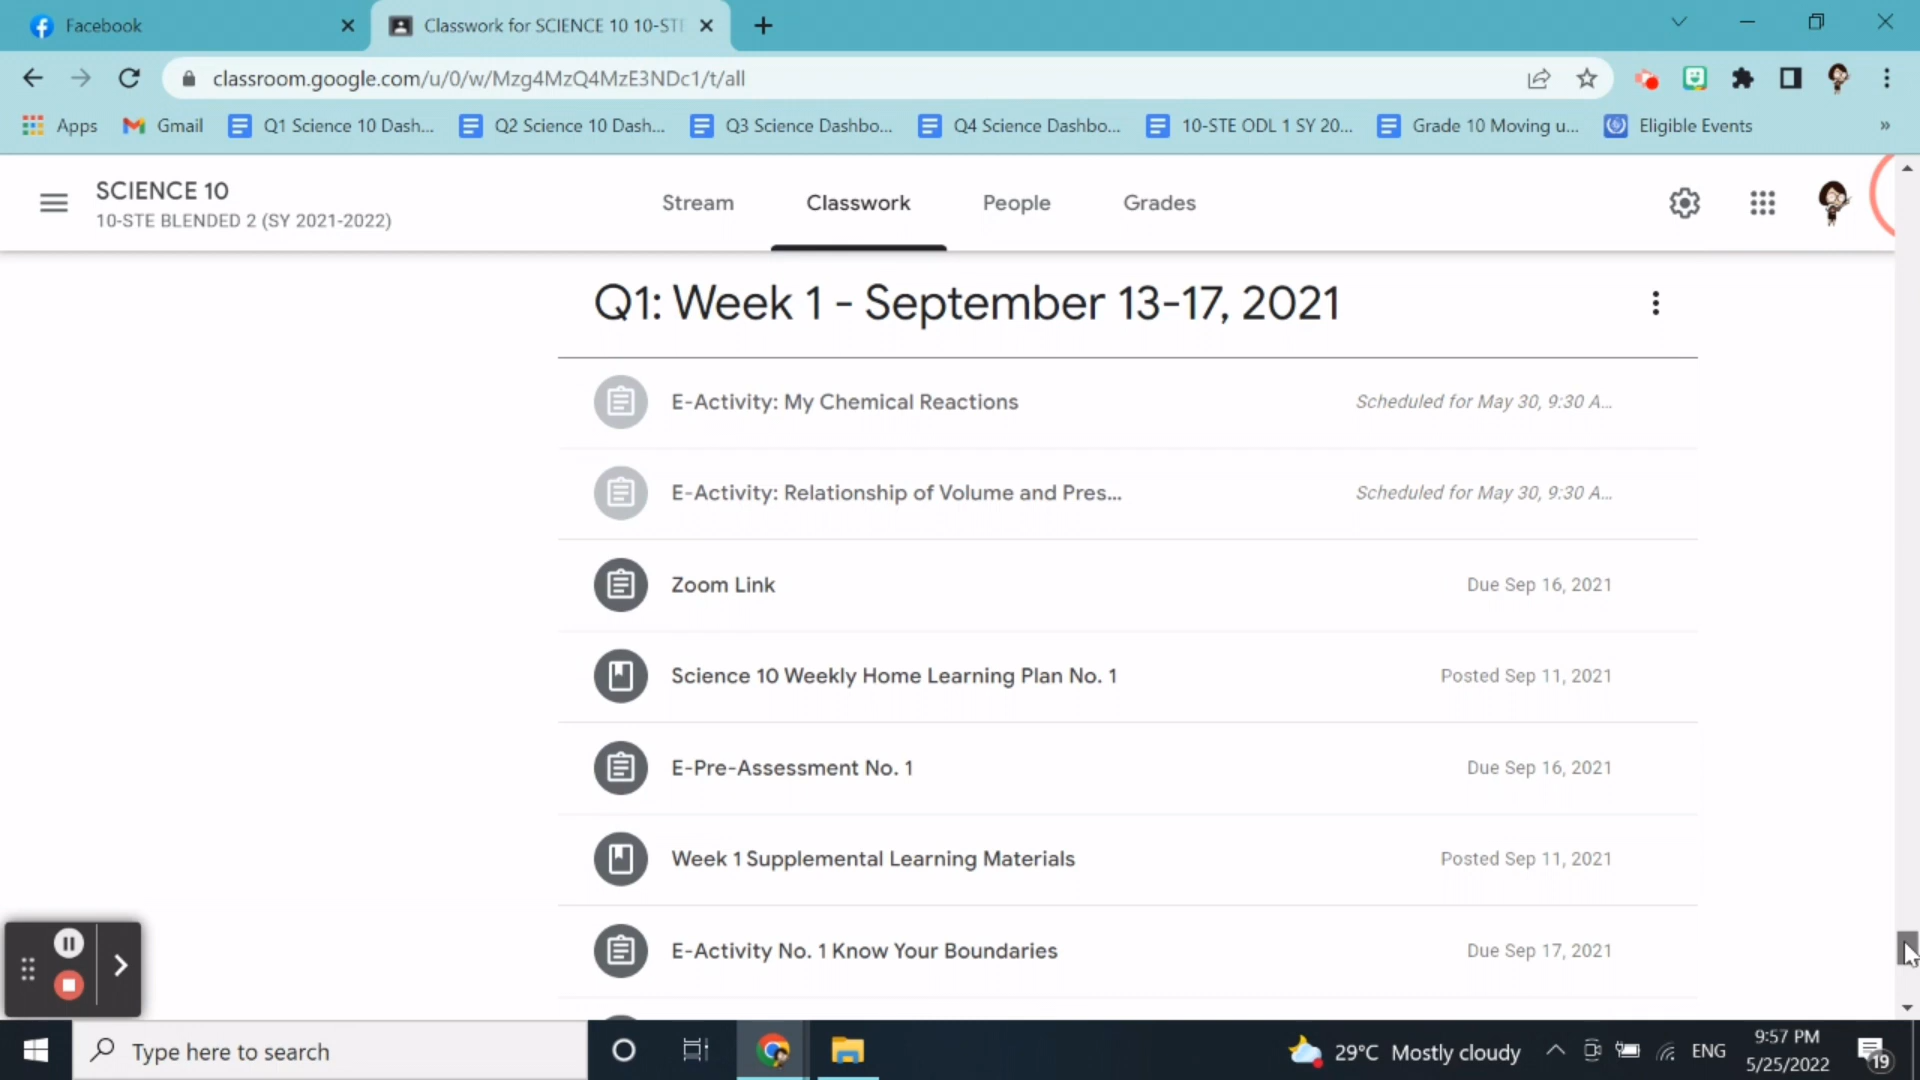 Facebook
Classwork for SCIENCE 10 10-STE
classroom.google.com/u/0/w/Mzg4MzQ4MzE3NDc1/t/all
Apps
Gmail
Q1 Science 10 Dash...
Q2 Science 10 Dash...
Q3 Science Dashbo...
Q4 Science Dashbo...
10-STE ODL 1 SY 20...
Grade 10 Moving u...
Eligible Events
»
SCIENCE 10
10-STE BLENDED 2 (SY 2021-2022)
Stream
Classwork
People
Grades
Q1: Week 1 - September 13-17, 2021
E-Activity: My Chemical Reactions
Scheduled for May 30, 9:30 A...
E-Activity: Relationship of Volume and Pres...
Scheduled for May 30, 9:30 A...
Zoom Link
Due Sep 16, 2021
Science 10 Weekly Home Learning Plan No. 1
Posted Sep 11, 2021
E-Pre-Assessment No. 1
Due Sep 16, 2021
Week 1 Supplemental Learning Materials
Posted Sep 11, 2021
E-Activity No. 1 Know Your Boundaries
Due Sep 17, 2021
Type here to search
29°C Mostly cloudy
ENG
9:57 PM
5/25/2022
19